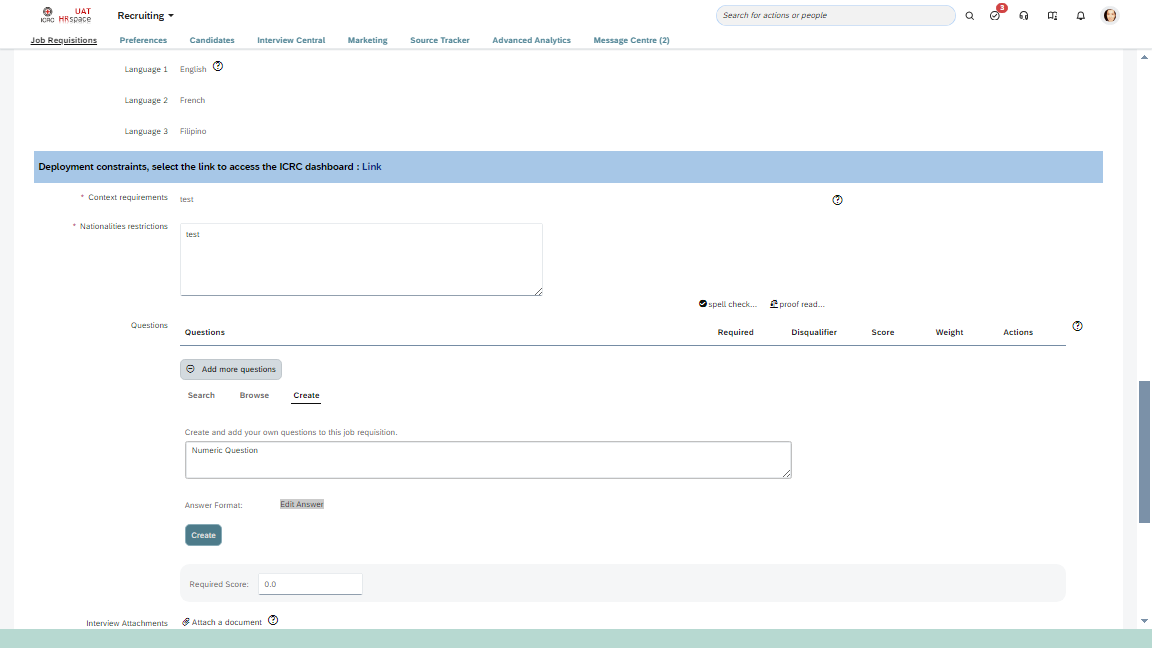 ICRC UAT HRspace Recruiting Search for actions or people 3
Job Requisitions Preferences Candidates Interview Central Marketing Source Tracker Advanced Analytics Message Centre (2)
Language 1 English
Language 2 French
Language 3 Filipino
Deployment constraints, select the link to access the ICRC dashboard : Link
* Context requirements test
* Nationalities restrictions
test
spell check... proof read...
Questions
Questions Required Disqualifier Score Weight Actions
Add more questions
Search Browse Create
Create and add your own questions to this job requisition.
Numeric Question
Answer Format: Edit Answer
Create
Required Score: 0.0
Interview Attachments Attach a document